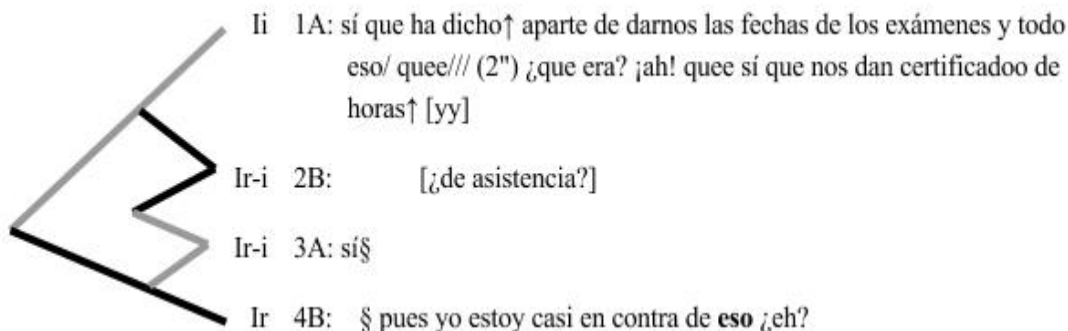 Ii 1A: sí que ha dicho↑ aparte de darnos las fechas de los exámenes y todo
eso/ quee/// (2") ¿que era? ¡ah! quee sí que nos dan certificadoo de
horas↑ [yy]
Ir-i 2B: [¿de asistencia?]
Ir-i 3A: sí§
Ir 4B: § pues yo estoy casi en contra de eso ¿eh?